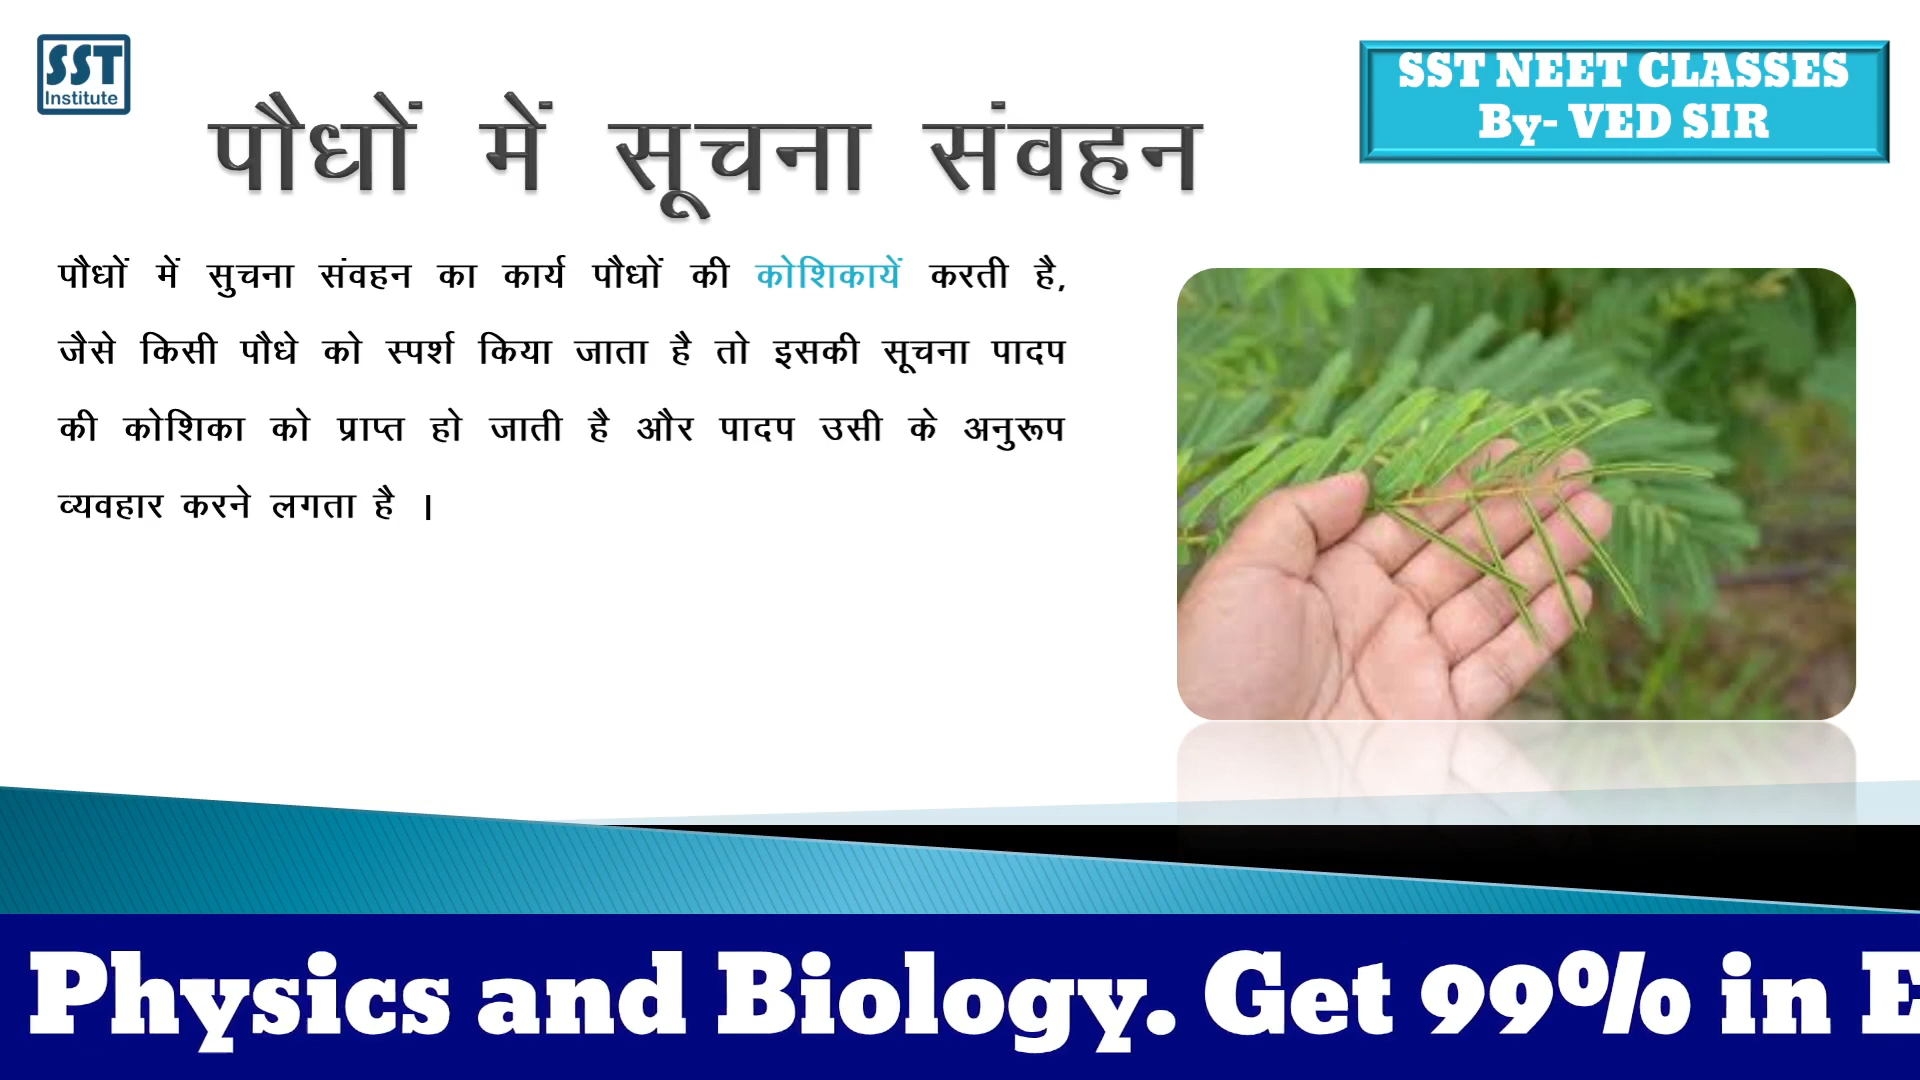 SST
Institute
SST NEET CLASSES
By- VED SIR
पौधों में सूचना संवहन
पौधों में सुचना संवहन का कार्य पौधों की कोशिकायें करती है,
जैसे किसी पौधे को स्पर्श किया जाता है तो इसकी सूचना पादप
की कोशिका को प्राप्त हो जाती है और पादप उसी के अनुरूप
व्यवहार करने लगता है ।
Physics and Biology. Get 99% in E